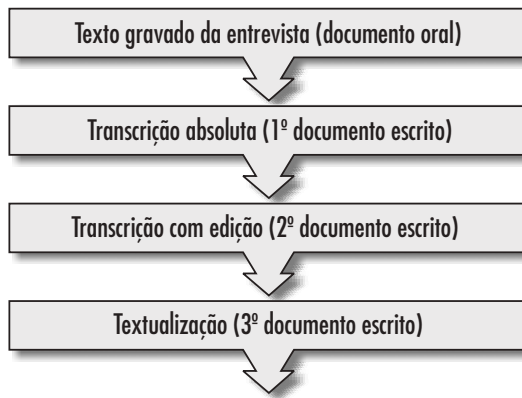 Texto gravado da entrevista (documento oral)
Transcrição absoluta (1º documento escrito)
Transcrição com edição (2º documento escrito)
Textualização (3º documento escrito)